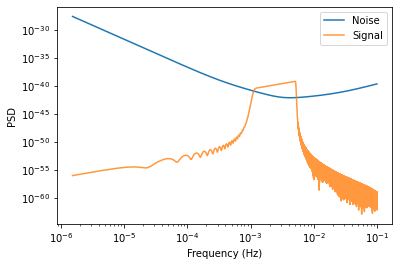 Noise
Signal
10⁻³⁰
10⁻³⁵
10⁻⁴⁰
10⁻⁴⁵
10⁻⁵⁰
10⁻⁵⁵
10⁻⁶⁰
PSD
10⁻⁶ 10⁻⁵ 10⁻⁴ 10⁻³ 10⁻² 10⁻¹
Frequency (Hz)